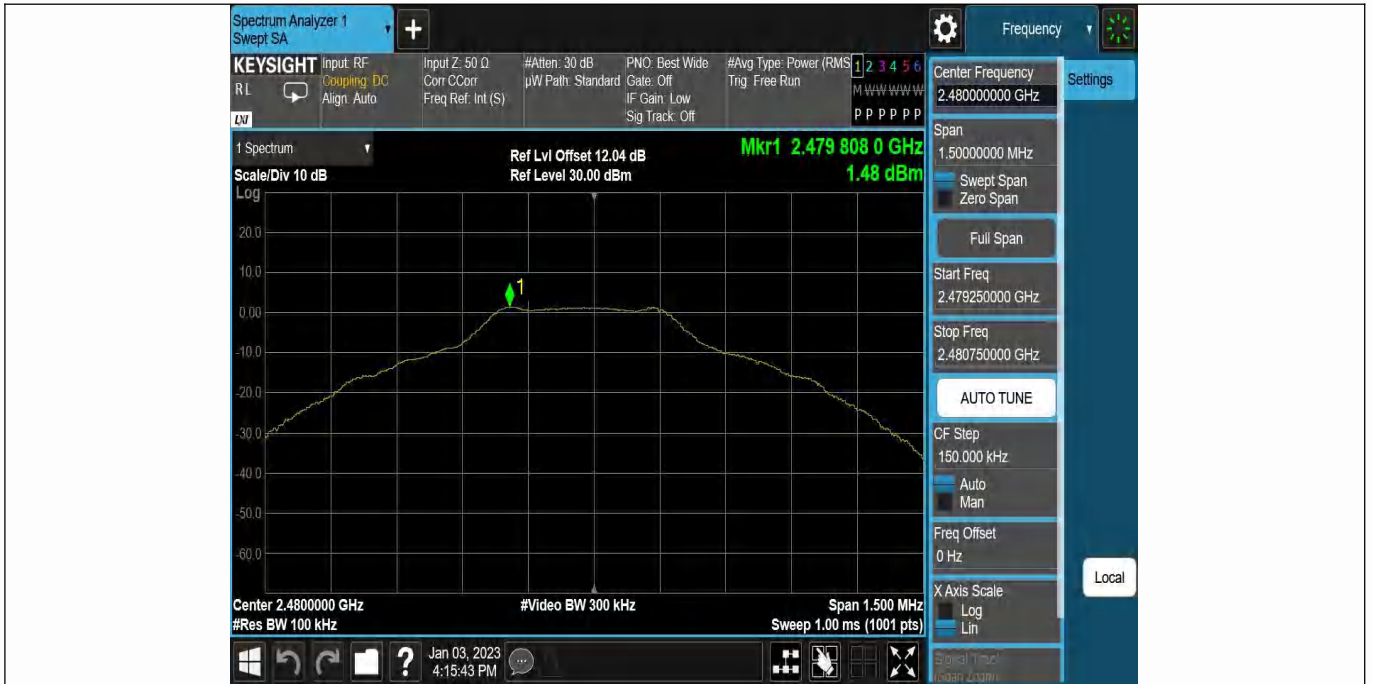 Spectrum Analyzer 1
Swept SA
+
Frequency
KEYSIGHT
Input: RF
Input Z: 50 Ω
#Atten: 30 dB
PNO: Best Wide
#Avg Type: Power (RMS
1 2 3 4 5 6
R L
Coupling: DC
Corr CCorr
µW Path: Standard
Gate: Off
Trig: Free Run
M W W W W W
Align: Auto
Freq Ref: Int (S)
IF Gain: Low
Sig Track: Off
P P P P P P
LXI
1 Spectrum
Ref Lvl Offset 12.04 dB
Mkr1 2.479 808 0 GHz
Scale/Div 10 dB
Ref Level 30.00 dBm
1.48 dBm
Log
20.0
10.0
0.00
-10.0
-20.0
-30.0
-40.0
-50.0
-60.0
1
Center 2.4800000 GHz
#Video BW 300 kHz
Span 1.500 MHz
#Res BW 100 kHz
Sweep 1.00 ms (1001 pts)
Center Frequency
2.480000000 GHz
Settings
Span
1.50000000 MHz
Swept Span
Zero Span
Full Span
Start Freq
2.479250000 GHz
Stop Freq
2.480750000 GHz
AUTO TUNE
CF Step
150.000 kHz
Auto
Man
Freq Offset
0 Hz
X Axis Scale
Log
Lin
Local
Signal Track
(Span Zoom)
?
Jan 03, 2023
4:15:43 PM